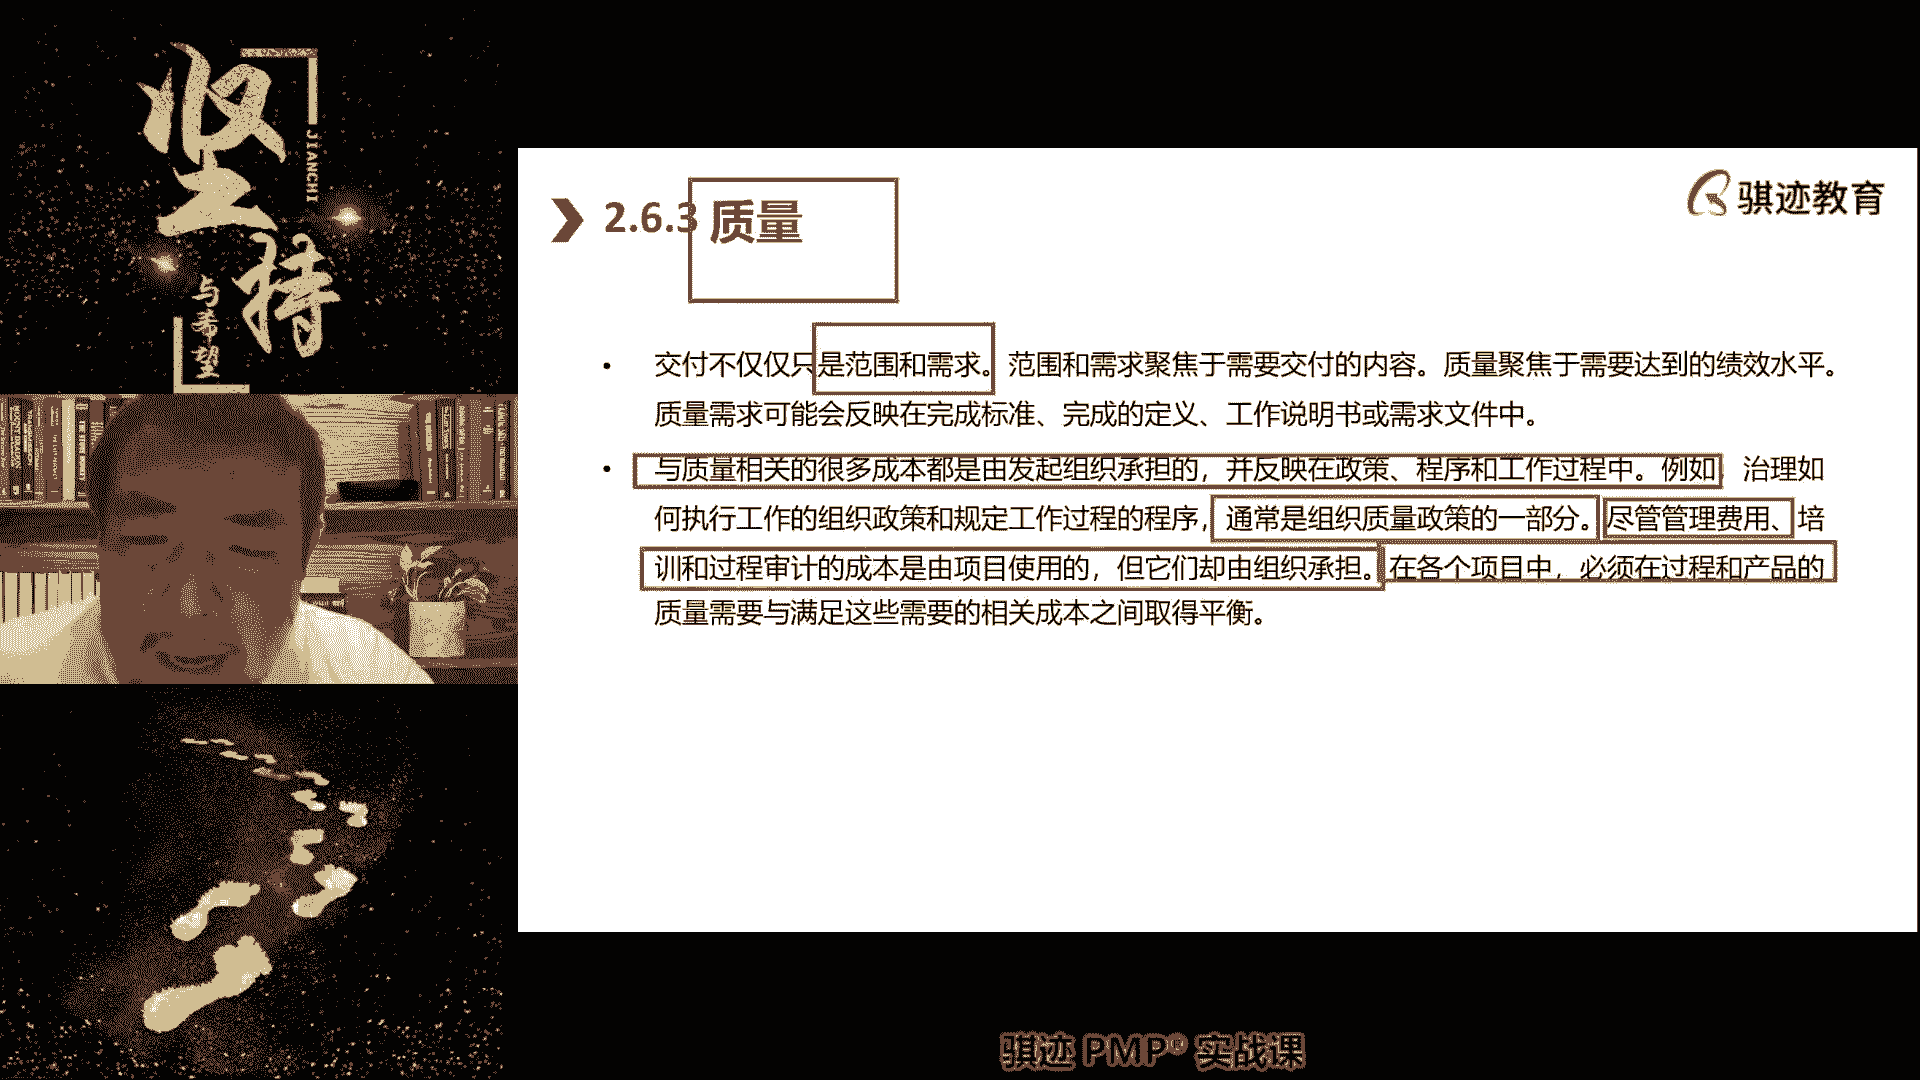 坚持
JIANCHI
与希望
骐迹教育
2.6.3 质量
• 交付不仅仅只是范围和需求。范围和需求聚焦于需要交付的内容。质量聚焦于需要达到的绩效水平。
质量需求可能会反映在完成标准、完成的定义、工作说明书或需求文件中。
• 与质量相关的很多成本都是由发起组织承担的，并反映在政策、程序和工作过程中。例如 治理如
何执行工作的组织政策和规定工作过程的程序，通常是组织质量政策的一部分。尽管管理费用、培
训和过程审计的成本是由项目使用的，但它们却由组织承担。在各个项目中，必须在过程和产品的
质量需要与满足这些需要的相关成本之间取得平衡。
骐迹 PMP® 实战课